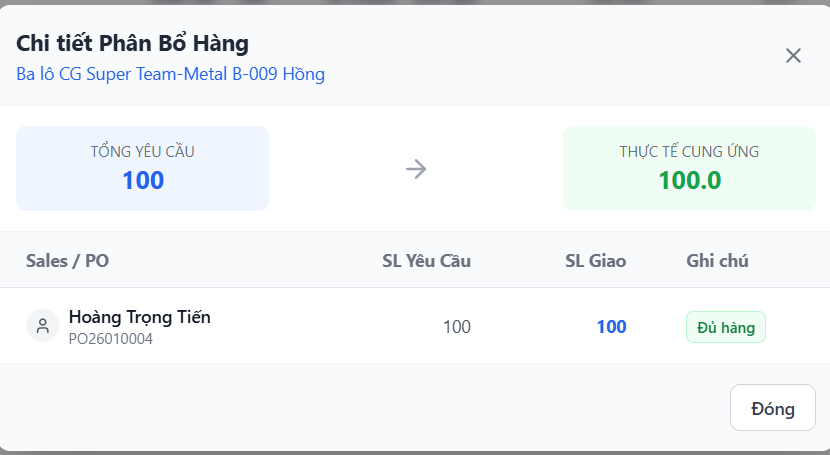 Chi tiết Phân Bổ Hàng
Ba lô CG Super Team-Metal B-009 Hồng
TỔNG YÊU CẦU
100
THỰC TẾ CUNG ỨNG
100.0
Sales / PO SL Yêu Cầu SL Giao Ghi chú
Hoàng Trọng Tiến 100 100 Đủ hàng
PO26010004
Đóng